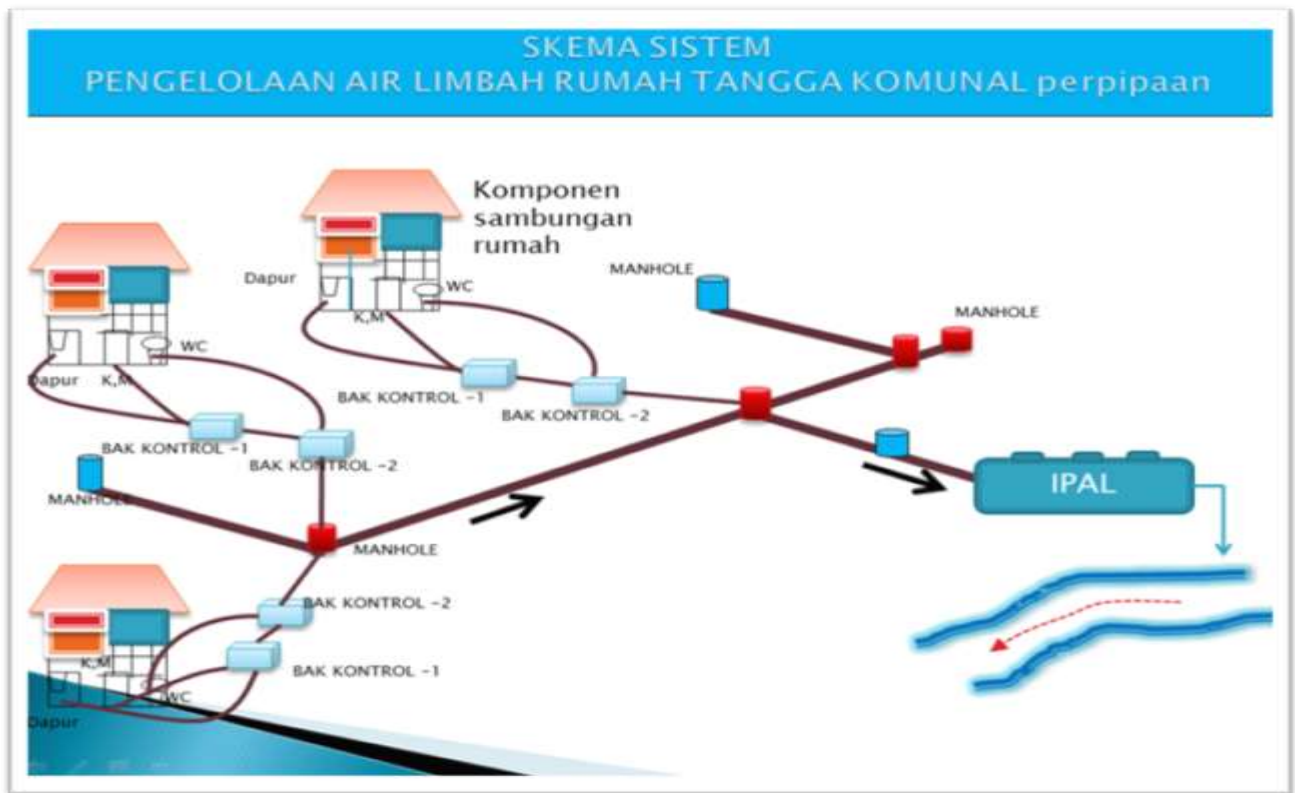 SKEMA SISTEM
PENGELOLAAN AIR LIMBAH RUMAH TANGGA KOMUNAL perpipaan
Komponen
sambungan
rumah
Dapur
WC
K,M
BAK KONTROL -1
BAK KONTROL -2
MANHOLE
MANHOLE
WC
Dapur
K,M
BAK KONTROL -1
BAK KONTROL -2
MANHOLE
MANHOLE
IPAL
BAK KONTROL -2
BAK KONTROL -1
K,M
WC
Dapur